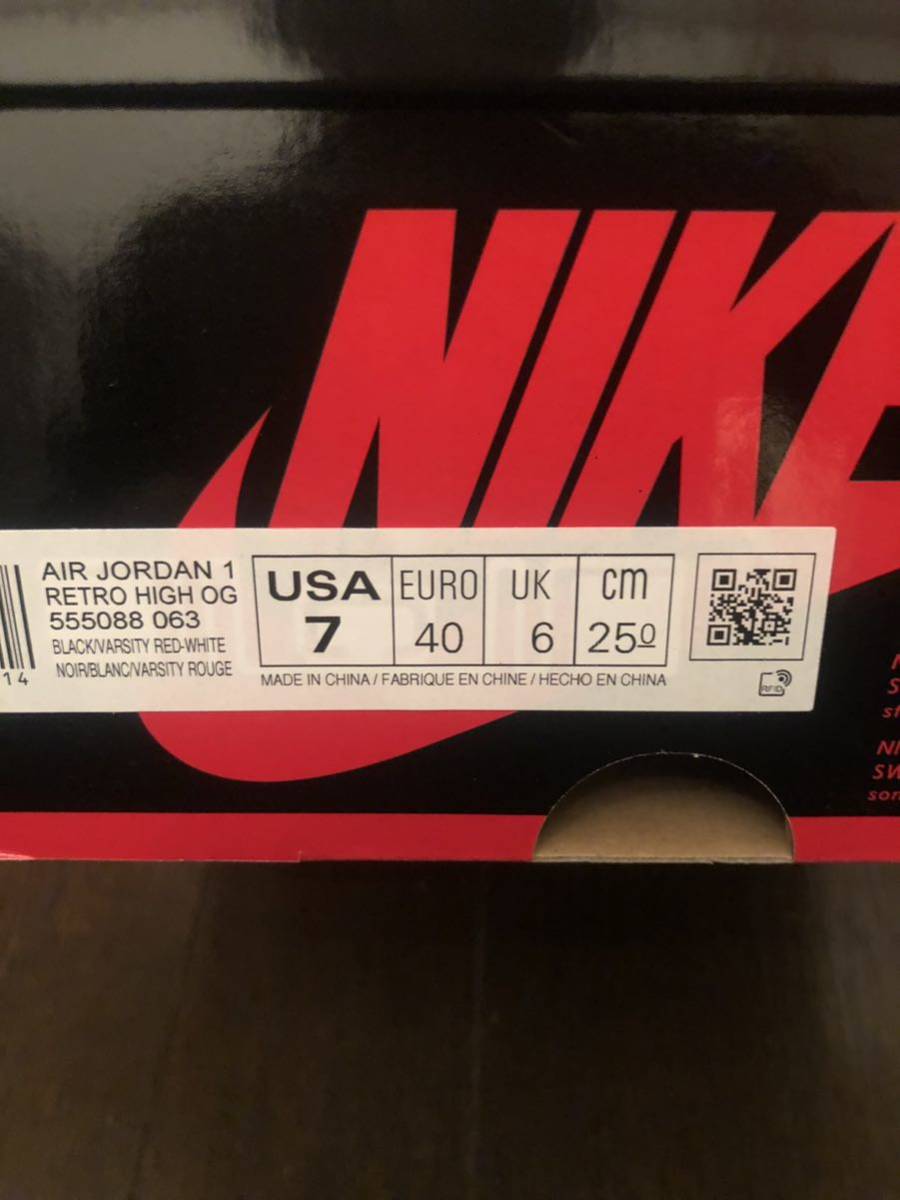 NIKE
AIR JORDAN 1
RETRO HIGH OG
555088 063
BLACK/VARSITY RED-WHITE
NOIR/BLANC/VARSITY ROUGE
14
USA EURO UK cm
7 40 6 25.0
MADE IN CHINA / FABRIQUE EN CHINE / HECHO EN CHINA
RFID